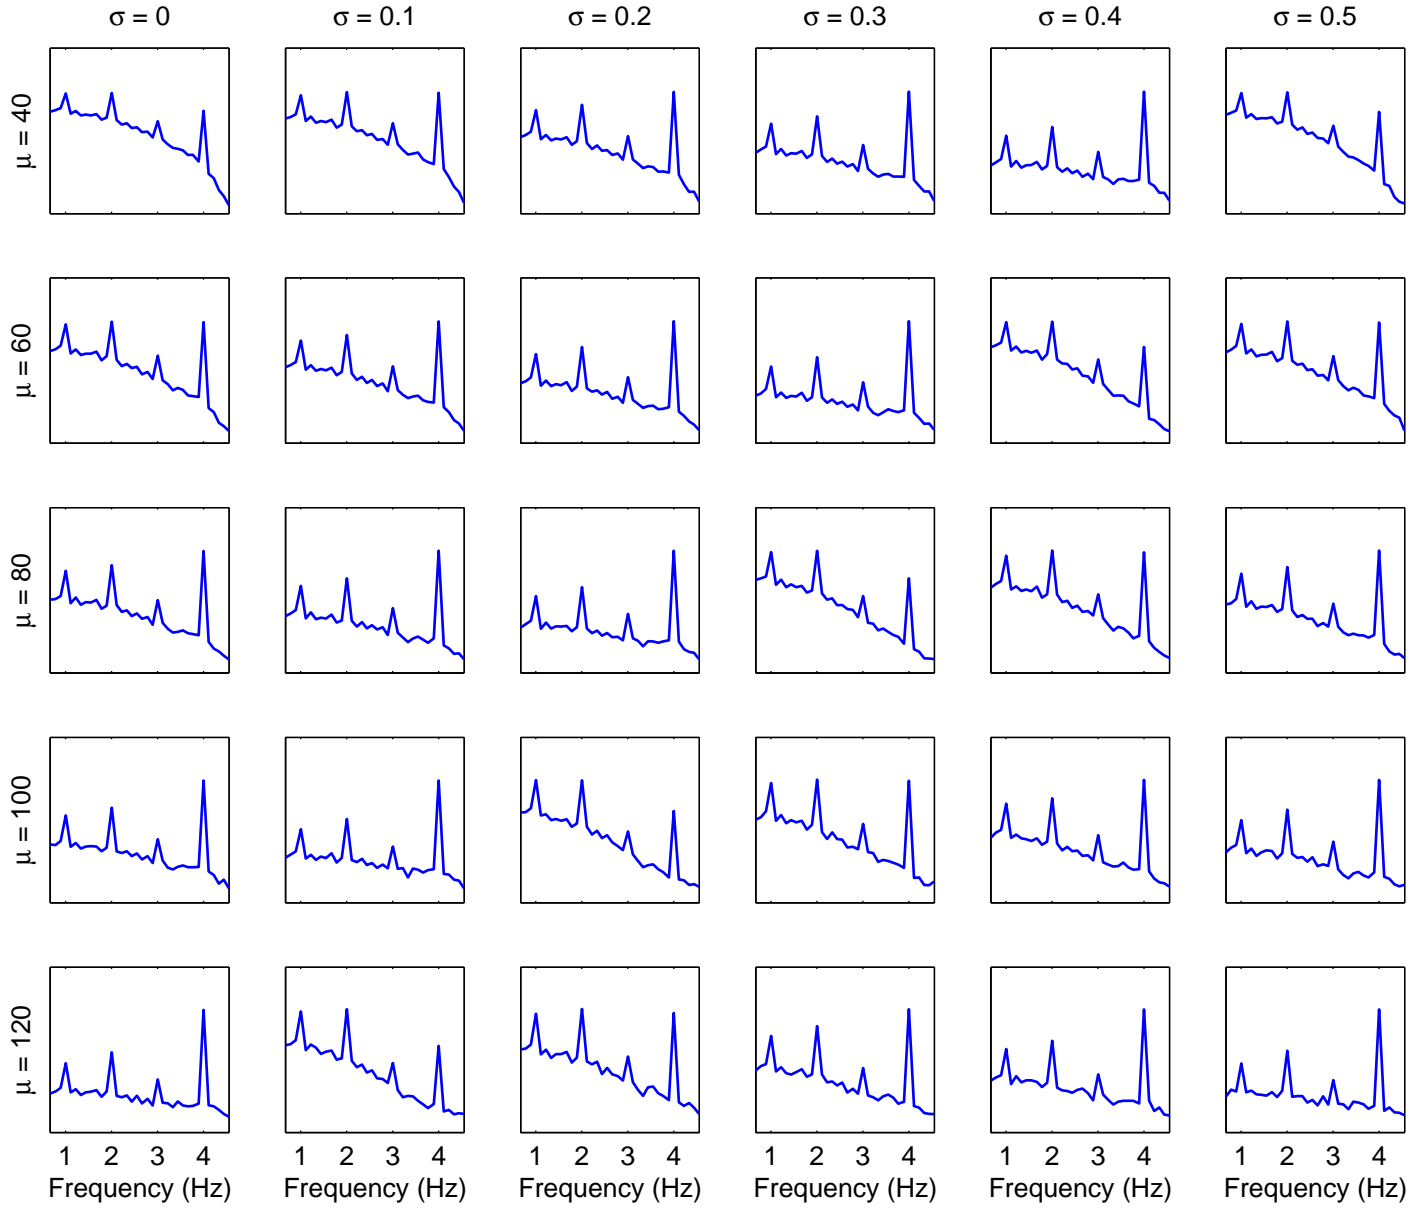 σ = 0 σ = 0.1 σ = 0.2 σ = 0.3 σ = 0.4 σ = 0.5
μ = 40
μ = 60
μ = 80
μ = 100
μ = 120
1 2 3 4 1 2 3 4 1 2 3 4 1 2 3 4 1 2 3 4 1 2 3 4
Frequency (Hz) Frequency (Hz) Frequency (Hz) Frequency (Hz) Frequency (Hz) Frequency (Hz)